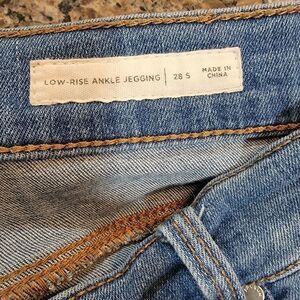 LOW-RISE ANKLE JEGGING | 28 S MADE IN
CHINA